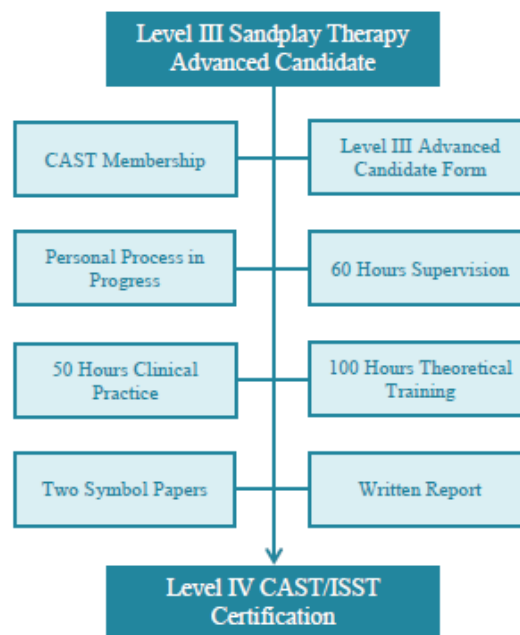 Level III Sandplay Therapy
Advanced Candidate
CAST Membership
Level III Advanced
Candidate Form
Personal Process in
Progress
60 Hours Supervision
50 Hours Clinical
Practice
100 Hours Theoretical
Training
Two Symbol Papers
Written Report
Level IV CAST/ISST
Certification